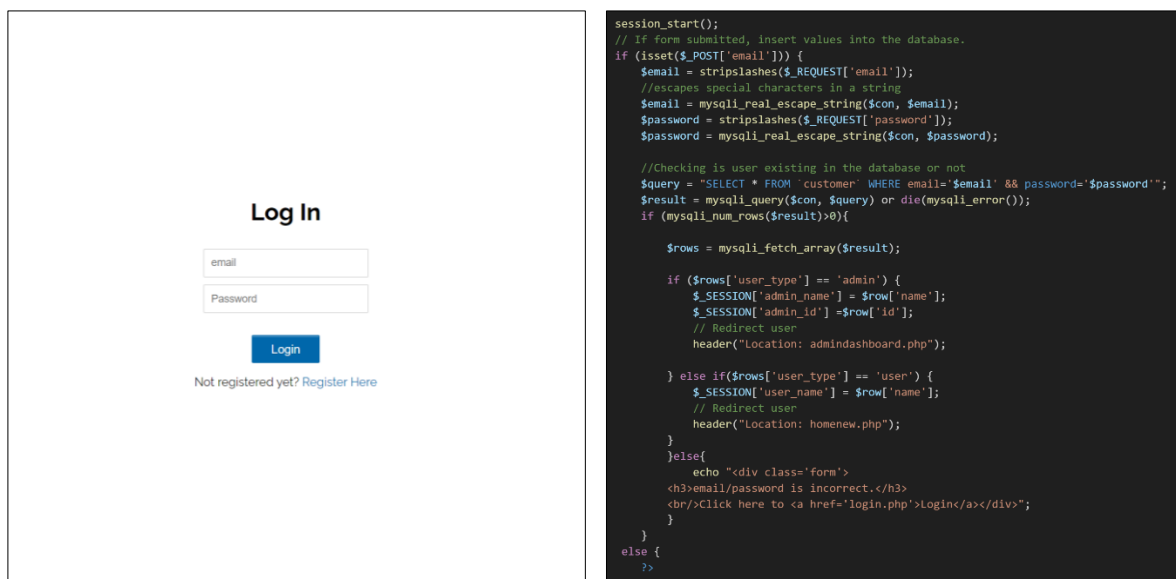 Log In
email
Password
Login
Not registered yet? Register Here
session_start();
// If form submitted, insert values into the database.
if (isset($_POST['email'])) {
    $email = stripslashes($_REQUEST['email']);
    //escapes special characters in a string
    $email = mysqli_real_escape_string($con, $email);
    $password = stripslashes($_REQUEST['password']);
    $password = mysqli_real_escape_string($con, $password);
    //Checking is user existing in the database or not
    $query = "SELECT * FROM `customer` WHERE email='$email' && password='$password'";
    $result = mysqli_query($con, $query) or die(mysqli_error());
    if (mysqli_num_rows($result)>0){
        $rows = mysqli_fetch_array($result);
        if ($rows['user_type'] == 'admin') {
            $_SESSION['admin_name'] = $row['name'];
            $_SESSION['admin_id'] =$row['id'];
            // Redirect user
            header("Location: admindashboard.php");
        } else if($rows['user_type'] == 'user') {
            $_SESSION['user_name'] = $row['name'];
            // Redirect user
            header("Location: homenew.php");
        }
        }else{
            echo "<div class='form'>
        <h3>email/password is incorrect.</h3>
        <br/>Click here to <a href='login.php'>Login</a></div>";
        }
    }
 else {
    ?>